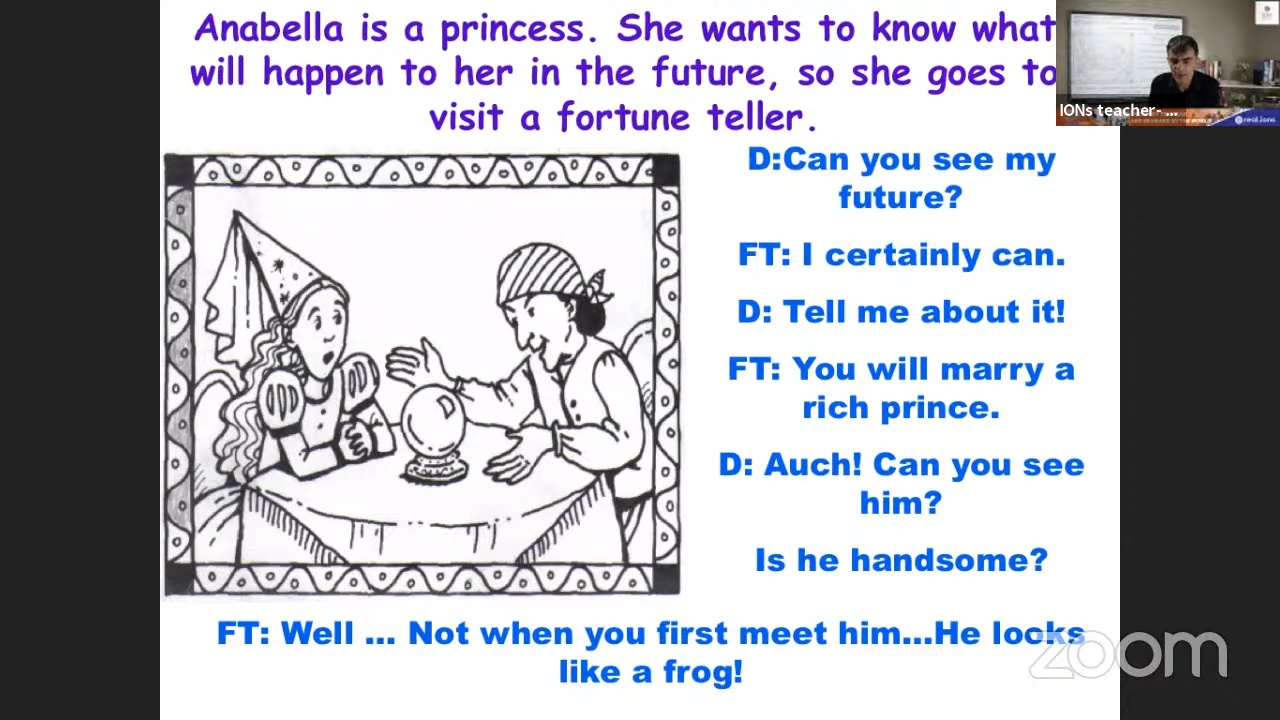 Anabella is a princess. She wants to know what
will happen to her in the future, so she goes to
visit a fortune teller.
IONs teacher- ...
real.ions
D:Can you see my
future?
FT: I certainly can.
D: Tell me about it!
FT: You will marry a
rich prince.
D: Auch! Can you see
him?
Is he handsome?
FT: Well ... Not when you first meet him...He looks
like a frog!
zoom